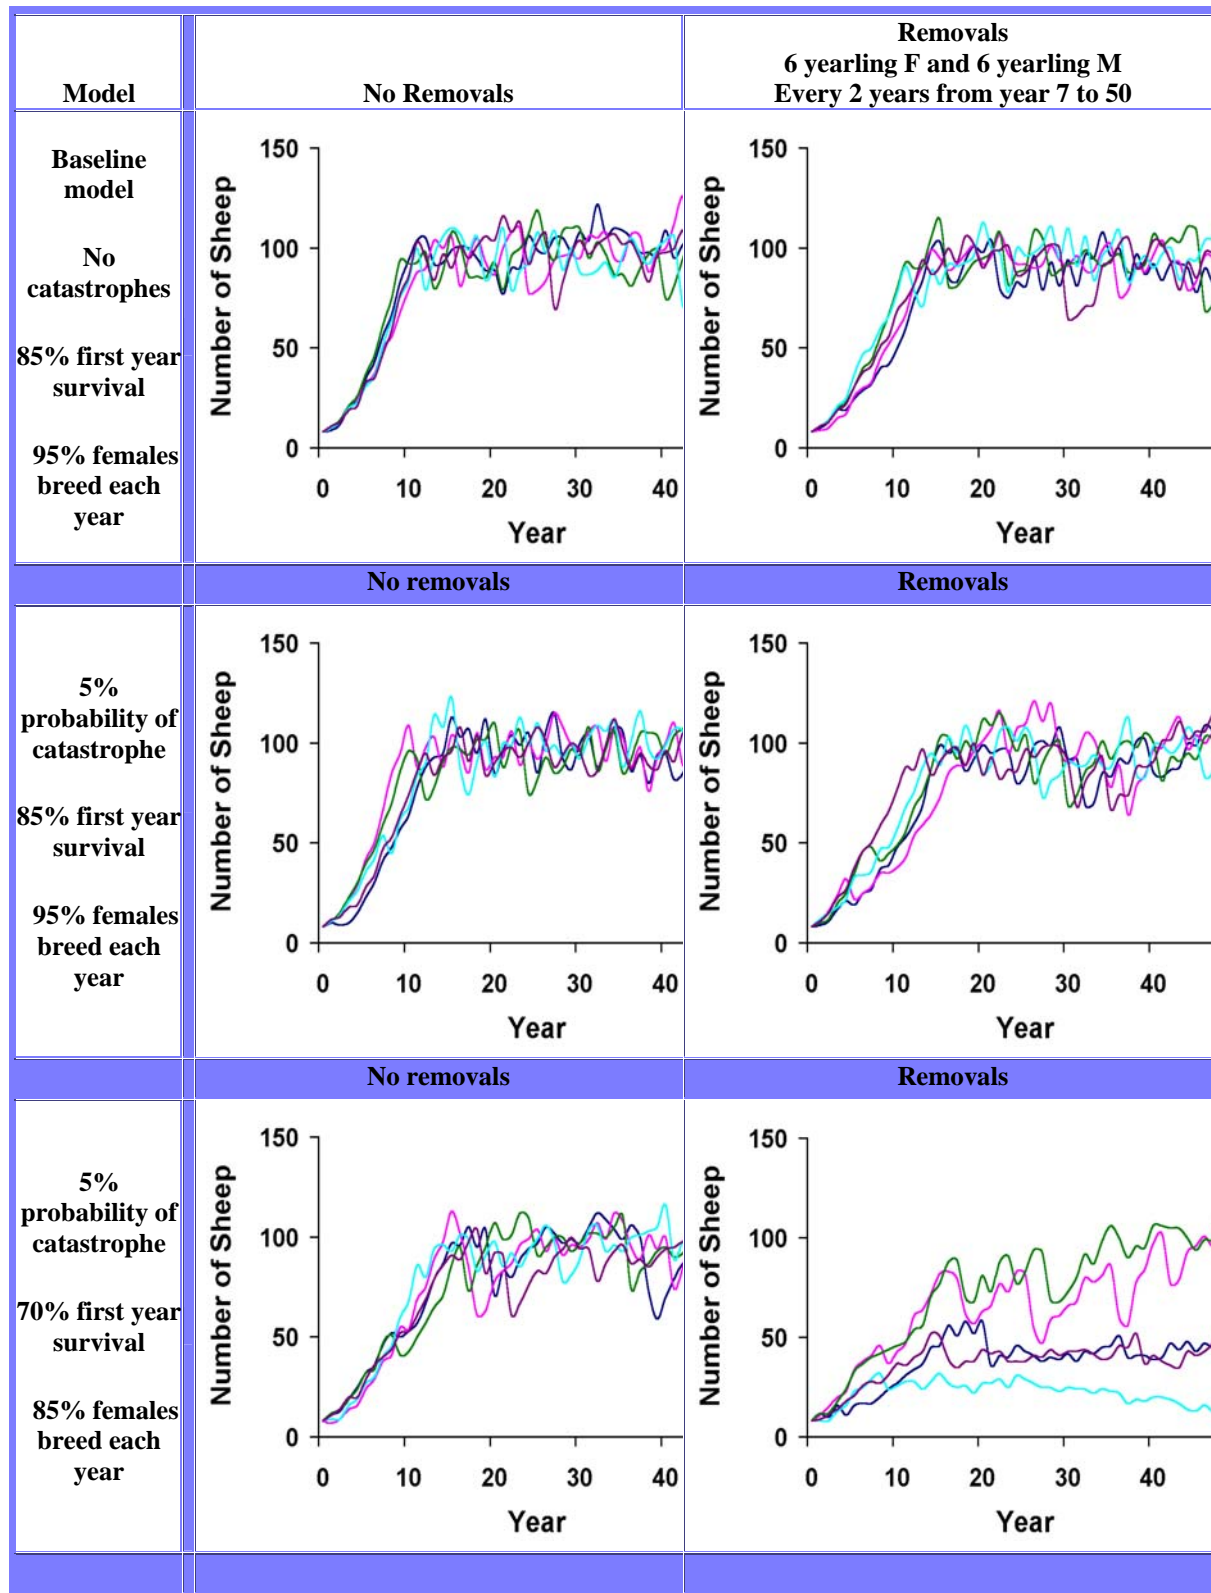 Model
No Removals
Removals
6 yearling F and 6 yearling M
Every 2 years from year 7 to 50
Baseline
model
No
catastrophes
85% first year
survival
95% females
breed each
year
Number of Sheep
150
100
50
0
0 10 20 30 40
Year
Number of Sheep
150
100
50
0
0 10 20 30 40
Year
No removals
Removals
5%
probability of
catastrophe
85% first year
survival
95% females
breed each
year
Number of Sheep
150
100
50
0
0 10 20 30 40
Year
Number of Sheep
150
100
50
0
0 10 20 30 40
Year
No removals
Removals
5%
probability of
catastrophe
70% first year
survival
85% females
breed each
year
Number of Sheep
150
100
50
0
0 10 20 30 40
Year
Number of Sheep
150
100
50
0
0 10 20 30 40
Year